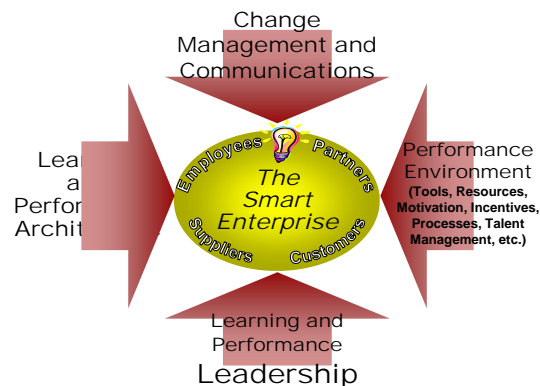 Change
Management and
Communications
Employees
Partners
The
Smart
Enterprise
Suppliers
Customers
Performance
Environment
(Tools, Resources,
Motivation, Incentives,
Processes, Talent
Management, etc.)
Learning and
Performance
Leadership